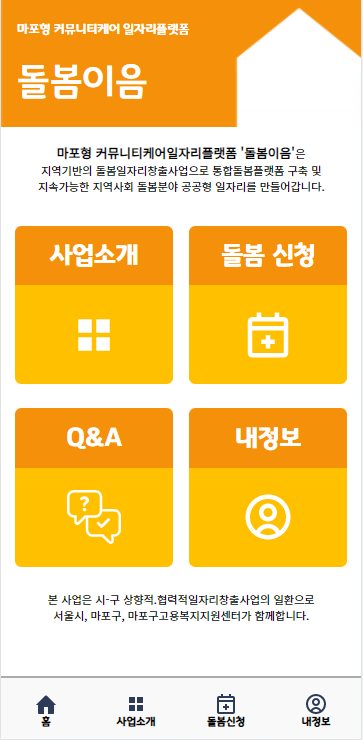 마포형 커뮤니티케어 일자리플랫폼
돌봄이음
마포형 커뮤니티케어일자리플랫폼 '돌봄이음'은
지역기반의 돌봄일자리창출사업으로 통합돌봄플랫폼 구축 및
지속가능한 지역사회 돌봄분야 공공형 일자리를 만들어갑니다.
사업소개
돌봄 신청
Q&A
내정보
?
본 사업은 시-구 상향적.협력적일자리창출사업의 일환으로
서울시, 마포구, 마포구고용복지지원센터가 함께합니다.
홈
사업소개
돌봄신청
내정보